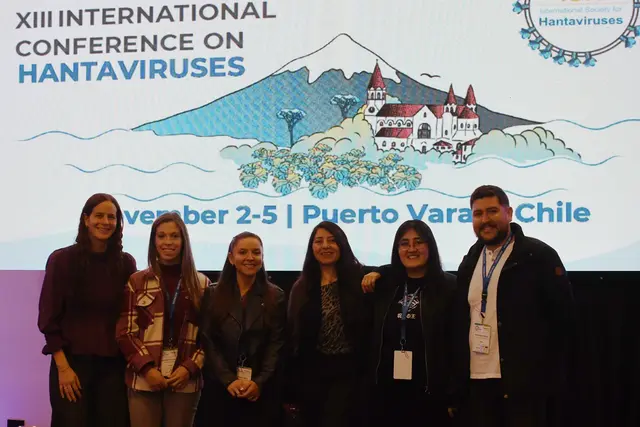 XIII INTERNATIONAL
CONFERENCE ON
HANTAVIRUSES
International Society for
Hantaviruses
vember 2-5 | Puerto Vara Chile